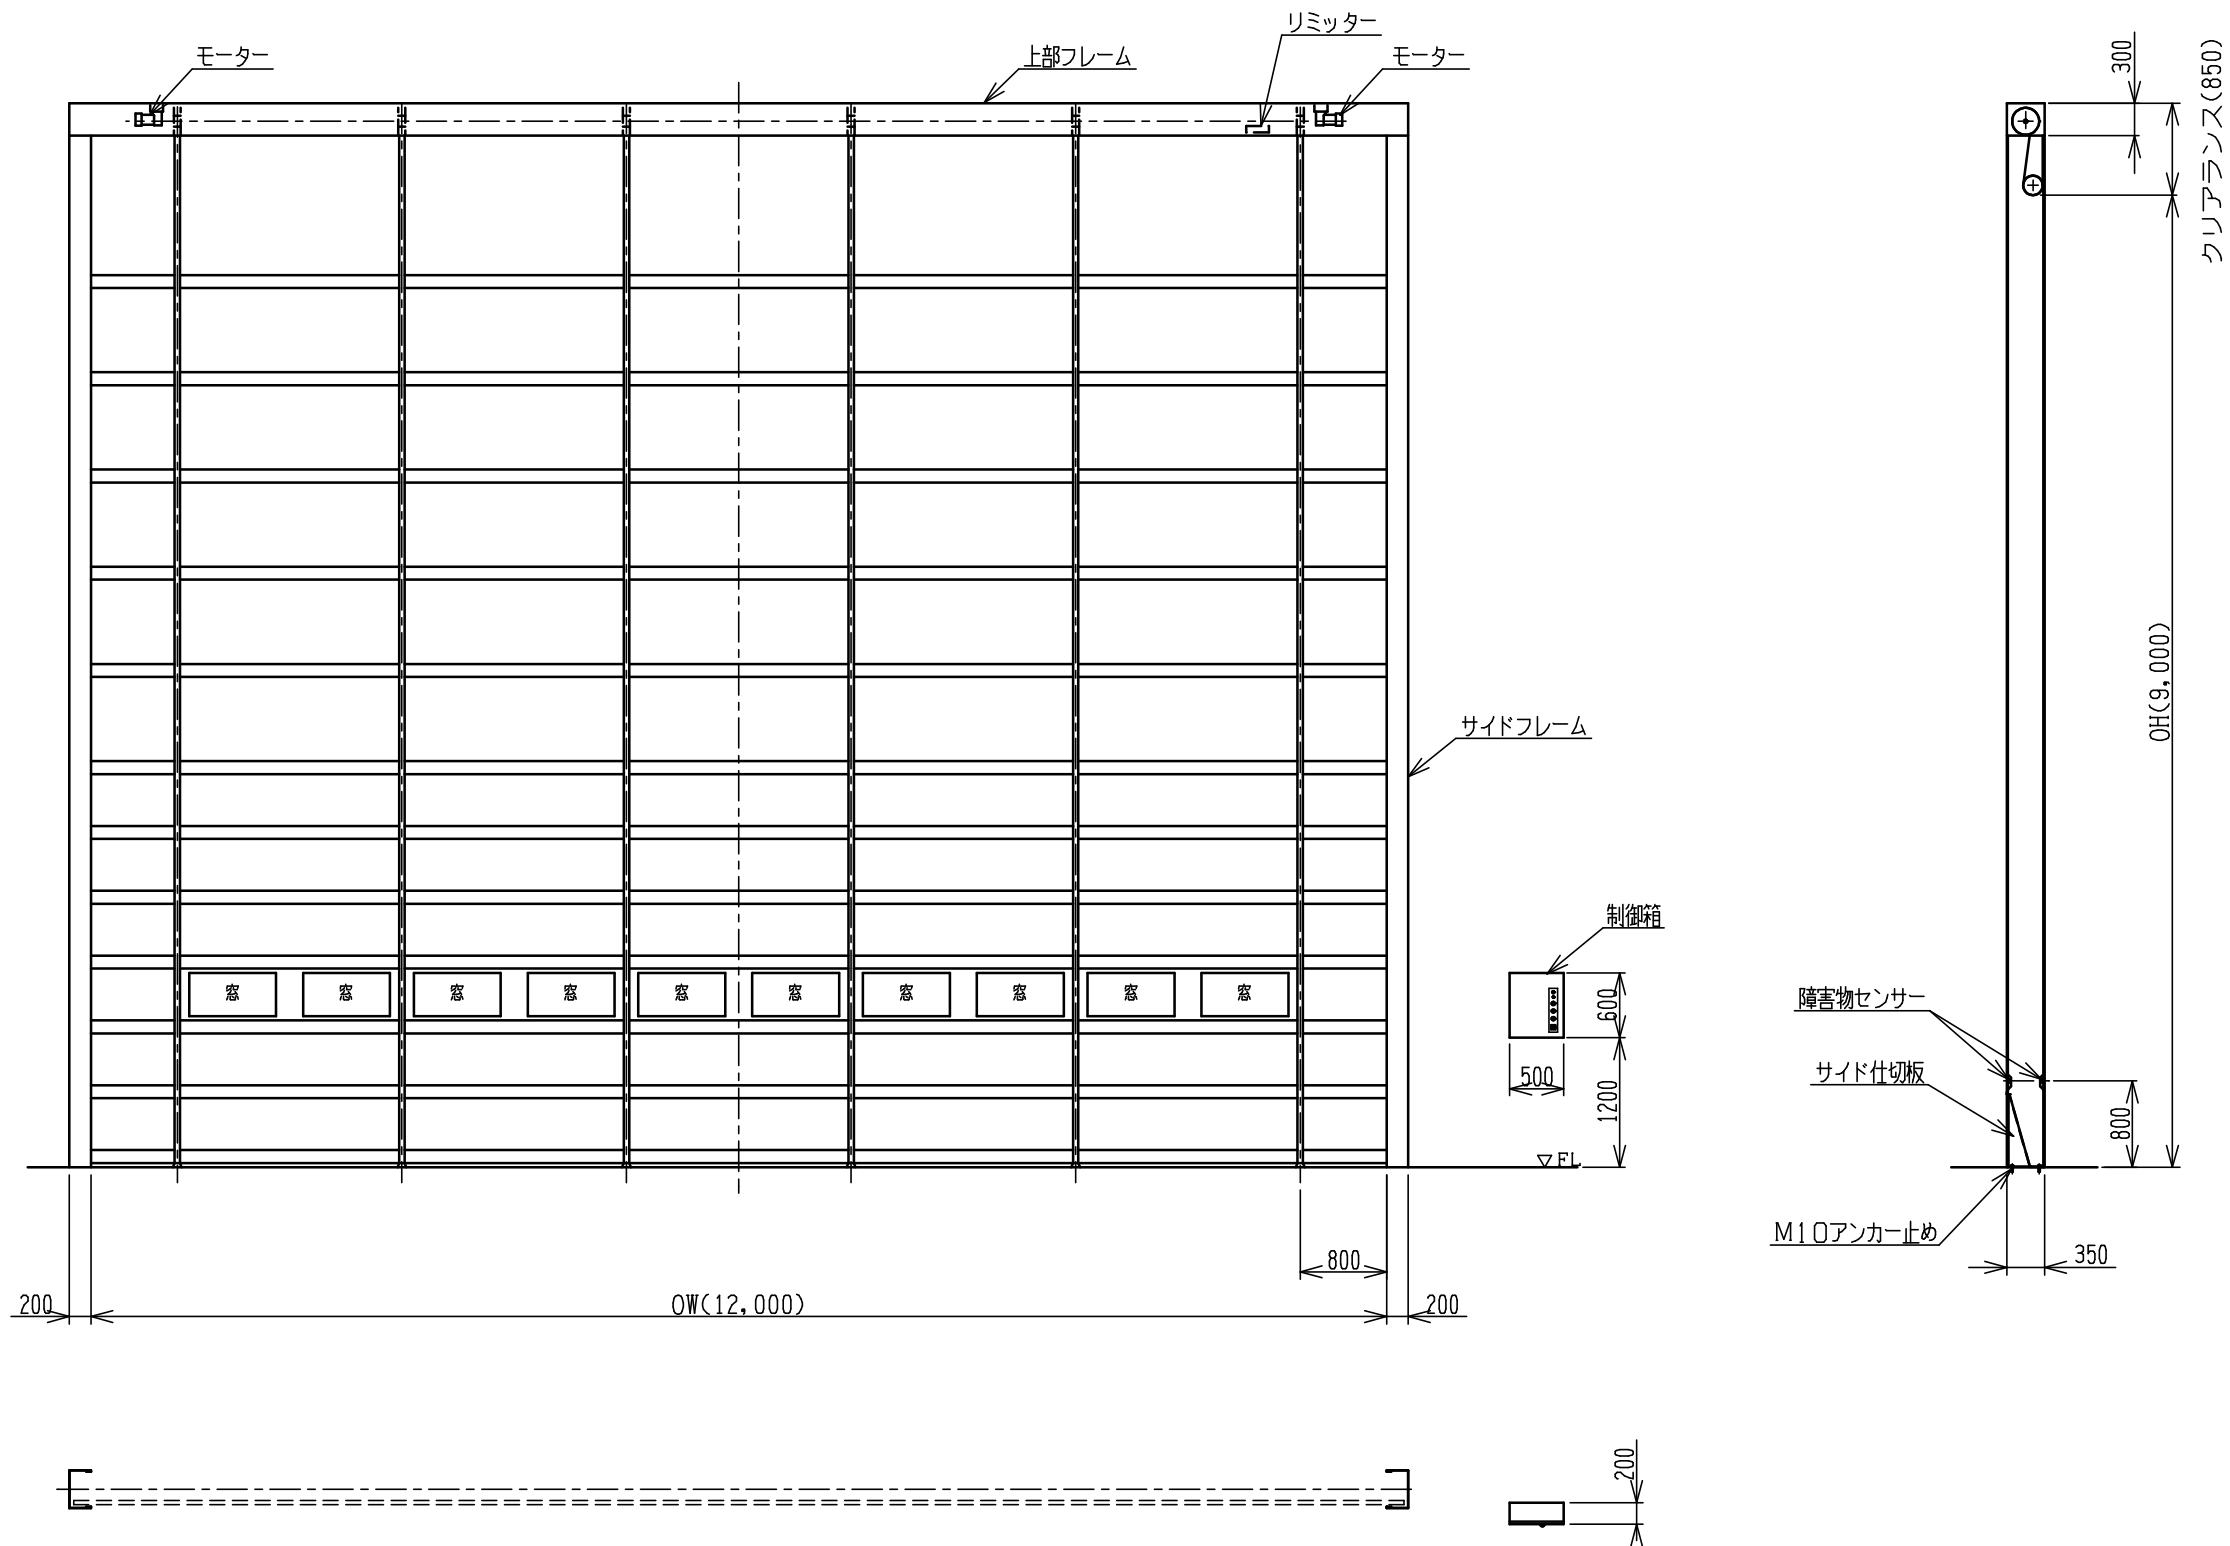 リミッター
モーター
上部フレーム
モーター
300
クリアランス(850)
OH(9,000)
サイドフレーム
制御箱
窓 窓 窓 窓 窓 窓 窓 窓 窓 窓
600
障害物センサー
500
サイド仕切板
1200
800
▽FL.
M10アンカー止め
350
800
200
OW(12,000)
200
200